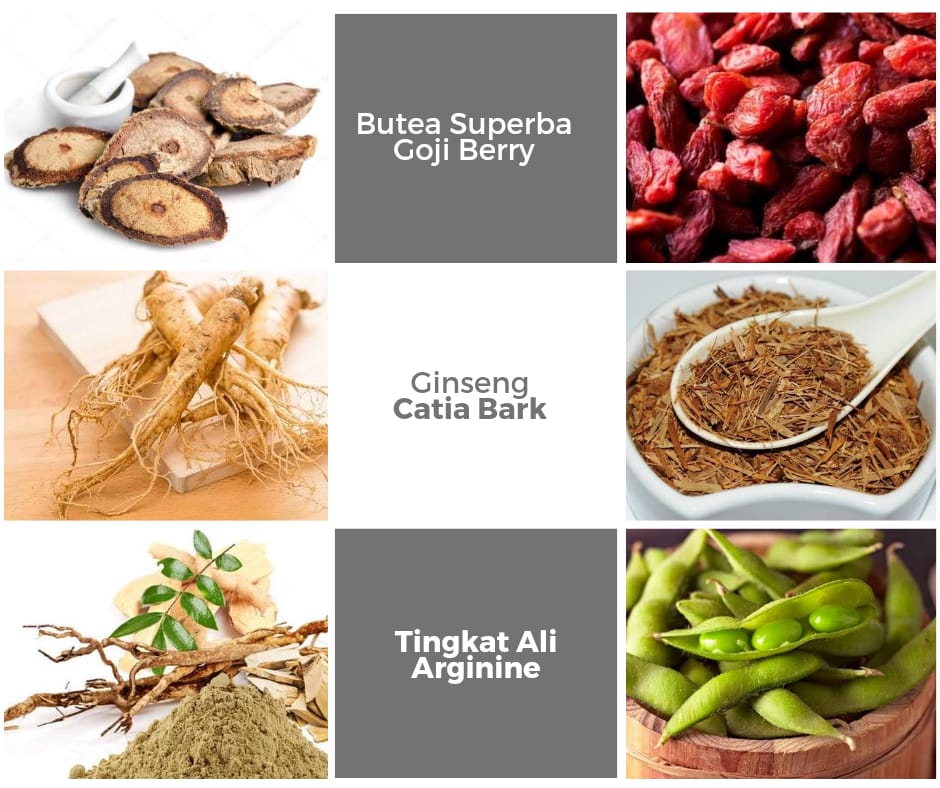 Butea Superba
Goji Berry
Ginseng
Catia Bark
Tingkat Ali
Arginine